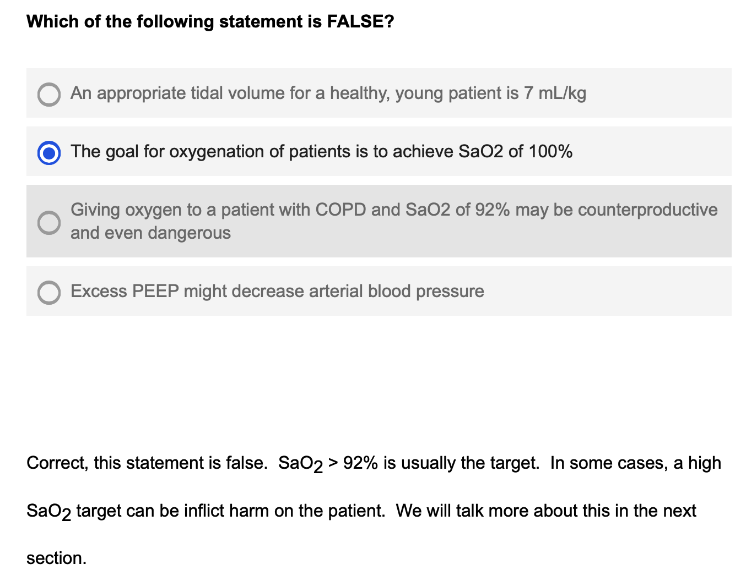 Which of the following statement is FALSE?
An appropriate tidal volume for a healthy, young patient is 7 mL/kg
The goal for oxygenation of patients is to achieve SaO2 of 100%
Giving oxygen to a patient with COPD and SaO2 of 92% may be counterproductive
and even dangerous
Excess PEEP might decrease arterial blood pressure
Correct, this statement is false.  SaO₂ > 92% is usually the target.  In some cases, a high
SaO₂ target can be inflict harm on the patient.  We will talk more about this in the next
section.